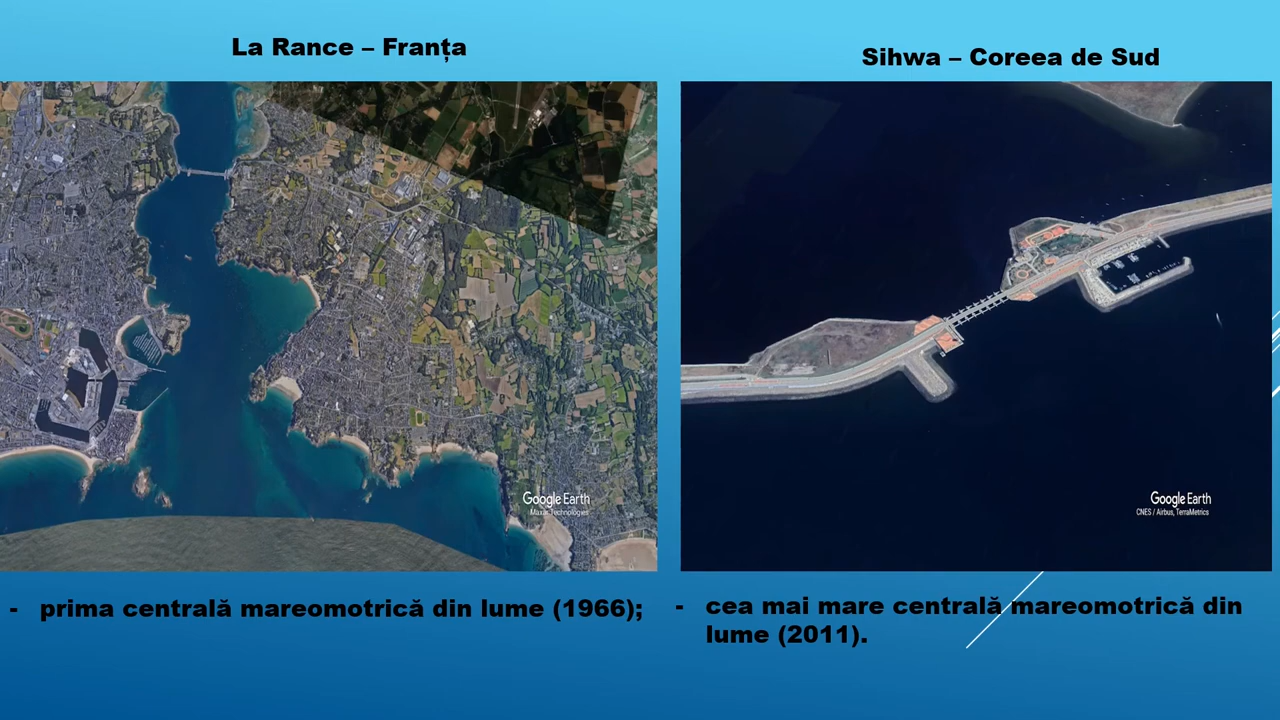 La Rance – Franța
Sihwa – Coreea de Sud
Google Earth
Maxar Technologies
Google Earth
CNES / Airbus, TerraMetrics
- prima centrală mareomotrică din lume (1966);
- cea mai mare centrală mareomotrică din
lume (2011).